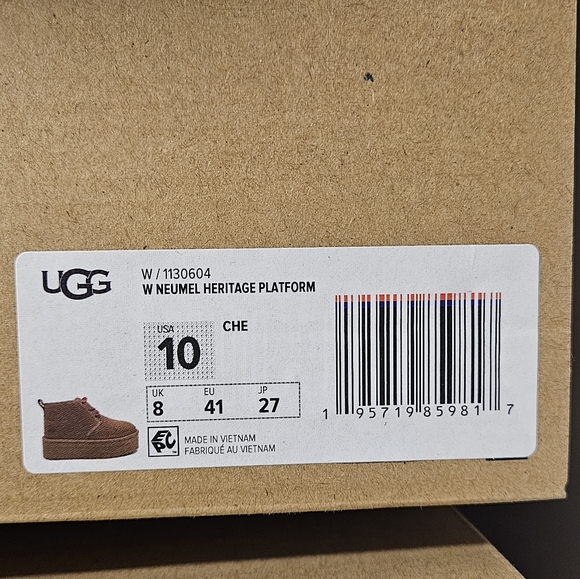 UGG
W / 1130604
W NEUMEL HERITAGE PLATFORM
USA
10
CHE
UK EU JP
8 41 27
1 95719 85981 7
MADE IN VIETNAM
FABRIQUÉ AU VIETNAM